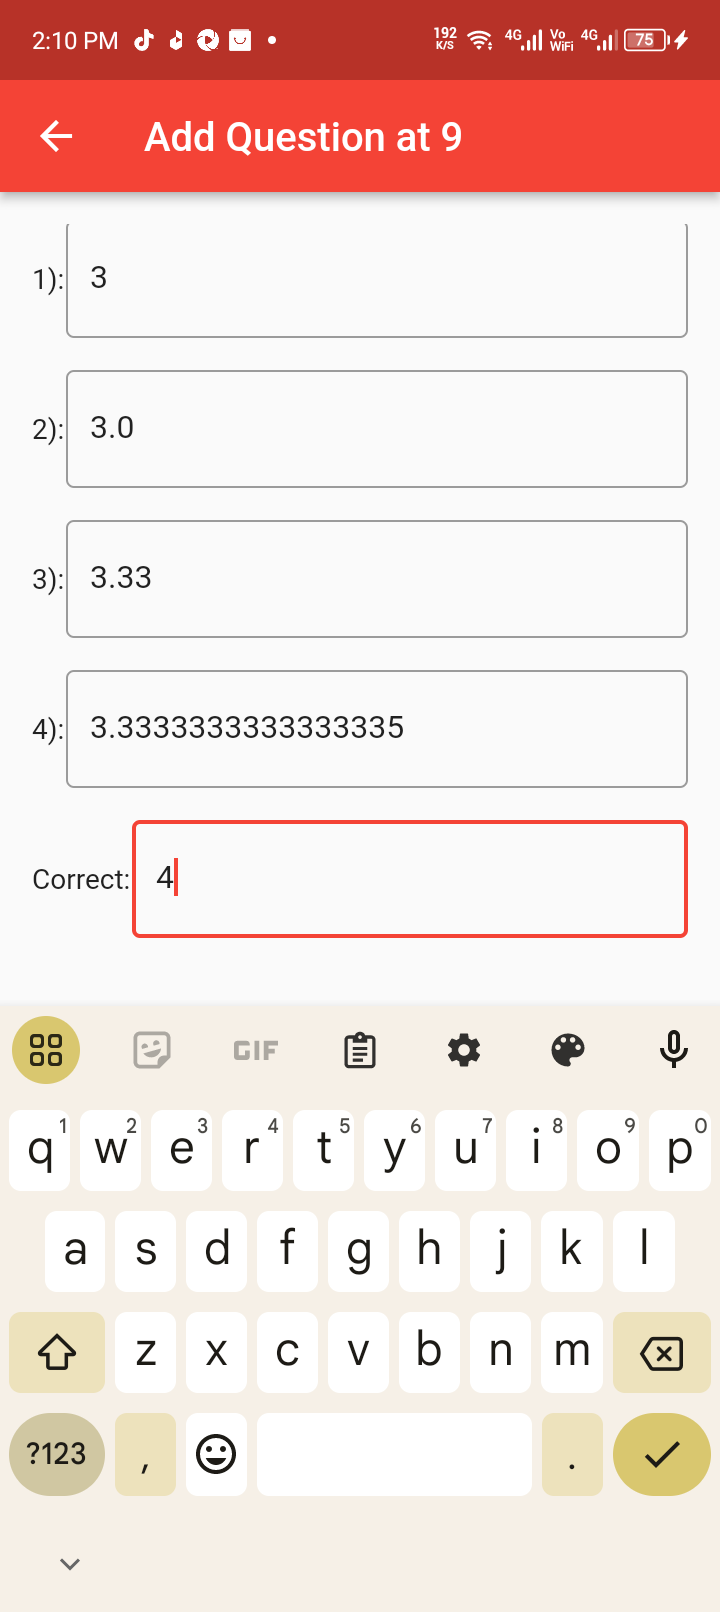 2:10 PM
192
K/S
4G
Vo
WiFi
4G
75
Add Question at 9
1): 3
2): 3.0
3): 3.33
4): 3.3333333333333335
Correct: 4
GIF
q1 w2 e3 r4 t5 y6 u7 i8 o9 p0
a s d f g h j k l
z x c v b n m
?123 , .